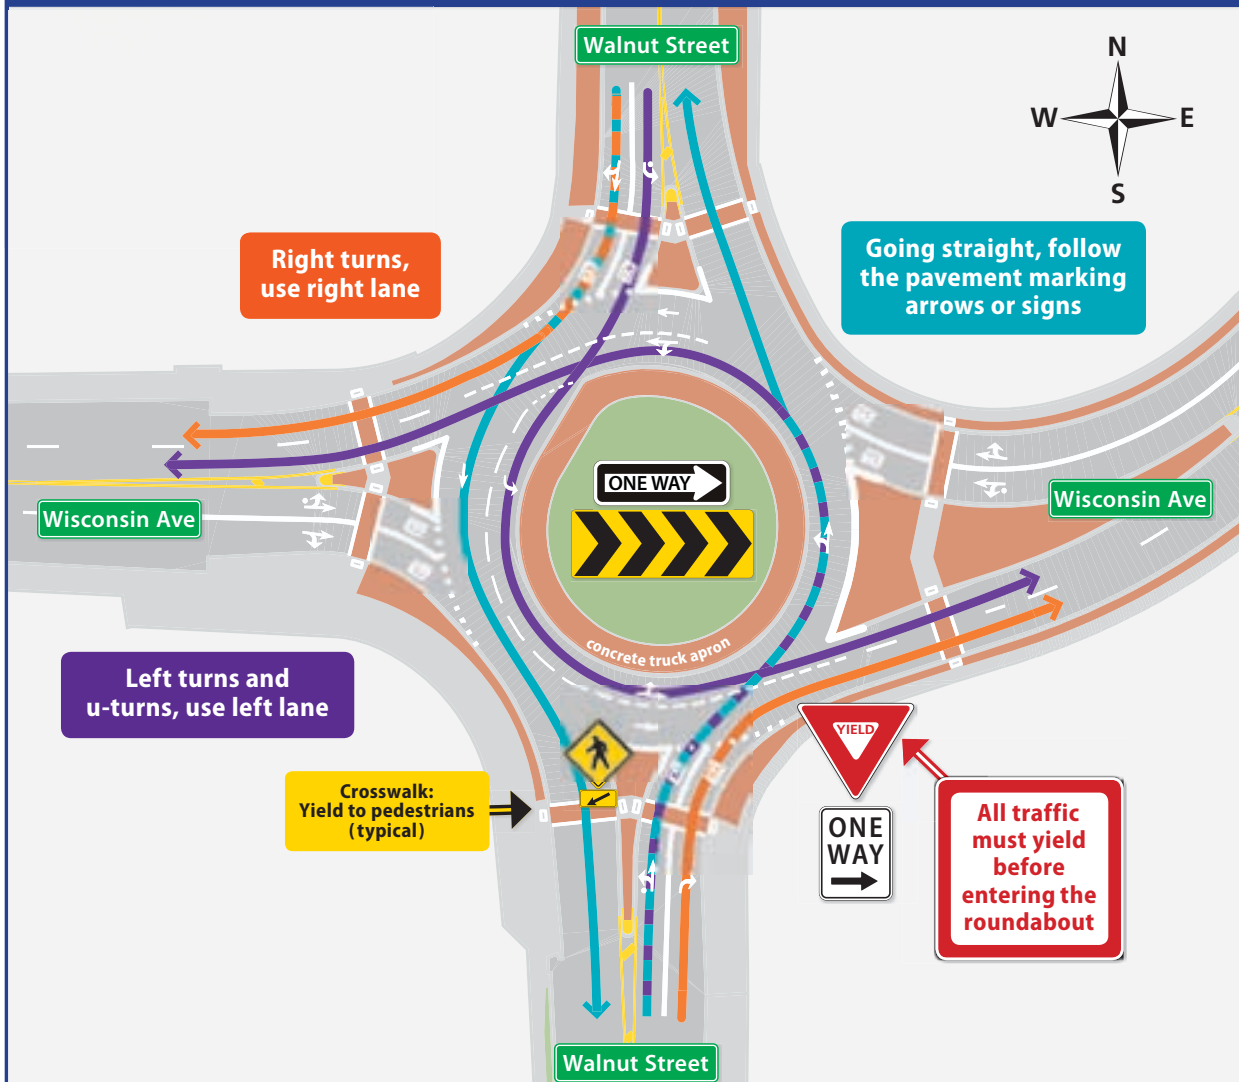 Walnut Street
N
W
E
S
Right turns,
use right lane
Going straight, follow
the pavement marking
arrows or signs
ONE WAY
Wisconsin Ave
Wisconsin Ave
concrete truck apron
Left turns and
u-turns, use left lane
YIELD
Crosswalk:
Yield to pedestrians
(typical)
ONE
WAY
All traffic
must yield
before
entering the
roundabout
Walnut Street